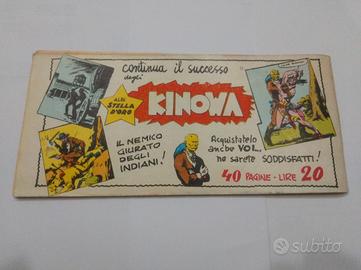 continua il successo
degli
ALBI
STELLA
D'ORO
KINOWA
IL NEMICO
GIURATO
DEGLI
INDIANI!
Acquistatelo
anche VOI...
ne sarete SODDISFATTI!
40 PAGINE - LIRE 20
subito